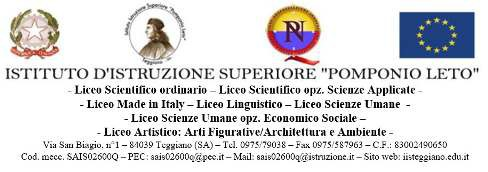 ISTITUTO D'ISTRUZIONE SUPERIORE "POMPONIO LETO"
- Liceo Scientifico ordinario – Liceo Scientifico opz. Scienze Applicate -
- Liceo Made in Italy – Liceo Linguistico – Liceo Scienze Umane -
- Liceo Scienze Umane opz. Economico Sociale –
- Liceo Artistico: Arti Figurative/Architettura e Ambiente -
Via San Biagio, n°1 – 84039 Teggiano (SA) – Tel. 0975/79038 – Fax 0975/587963 – C.F.: 83002490650
Cod. mecc. SAIS02600Q – PEC: sais02600q@pec.it – Mail: sais02600q@istruzione.it – Sito web: iisteggiano.edu.it